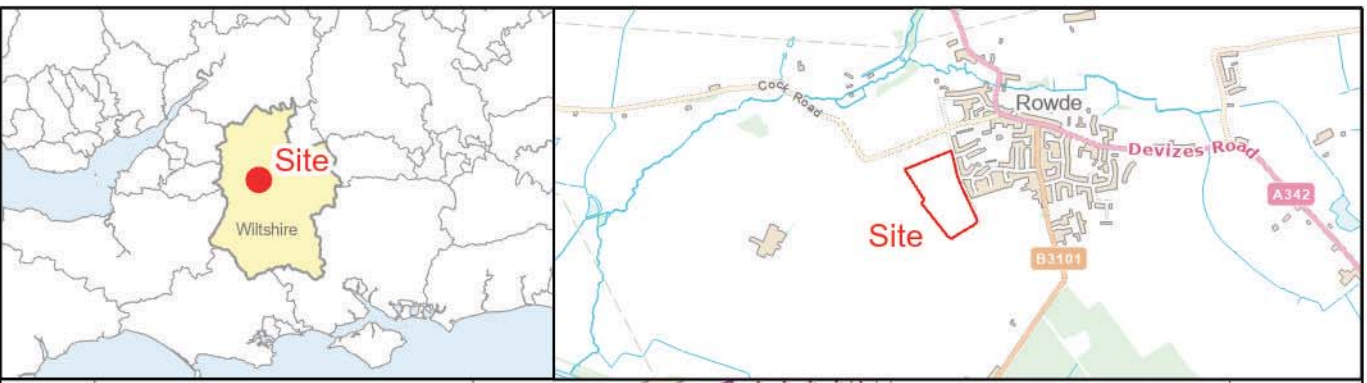 Site
Wiltshire
Cock Road
Rowde
Devizes Road
A342
Site
B3101